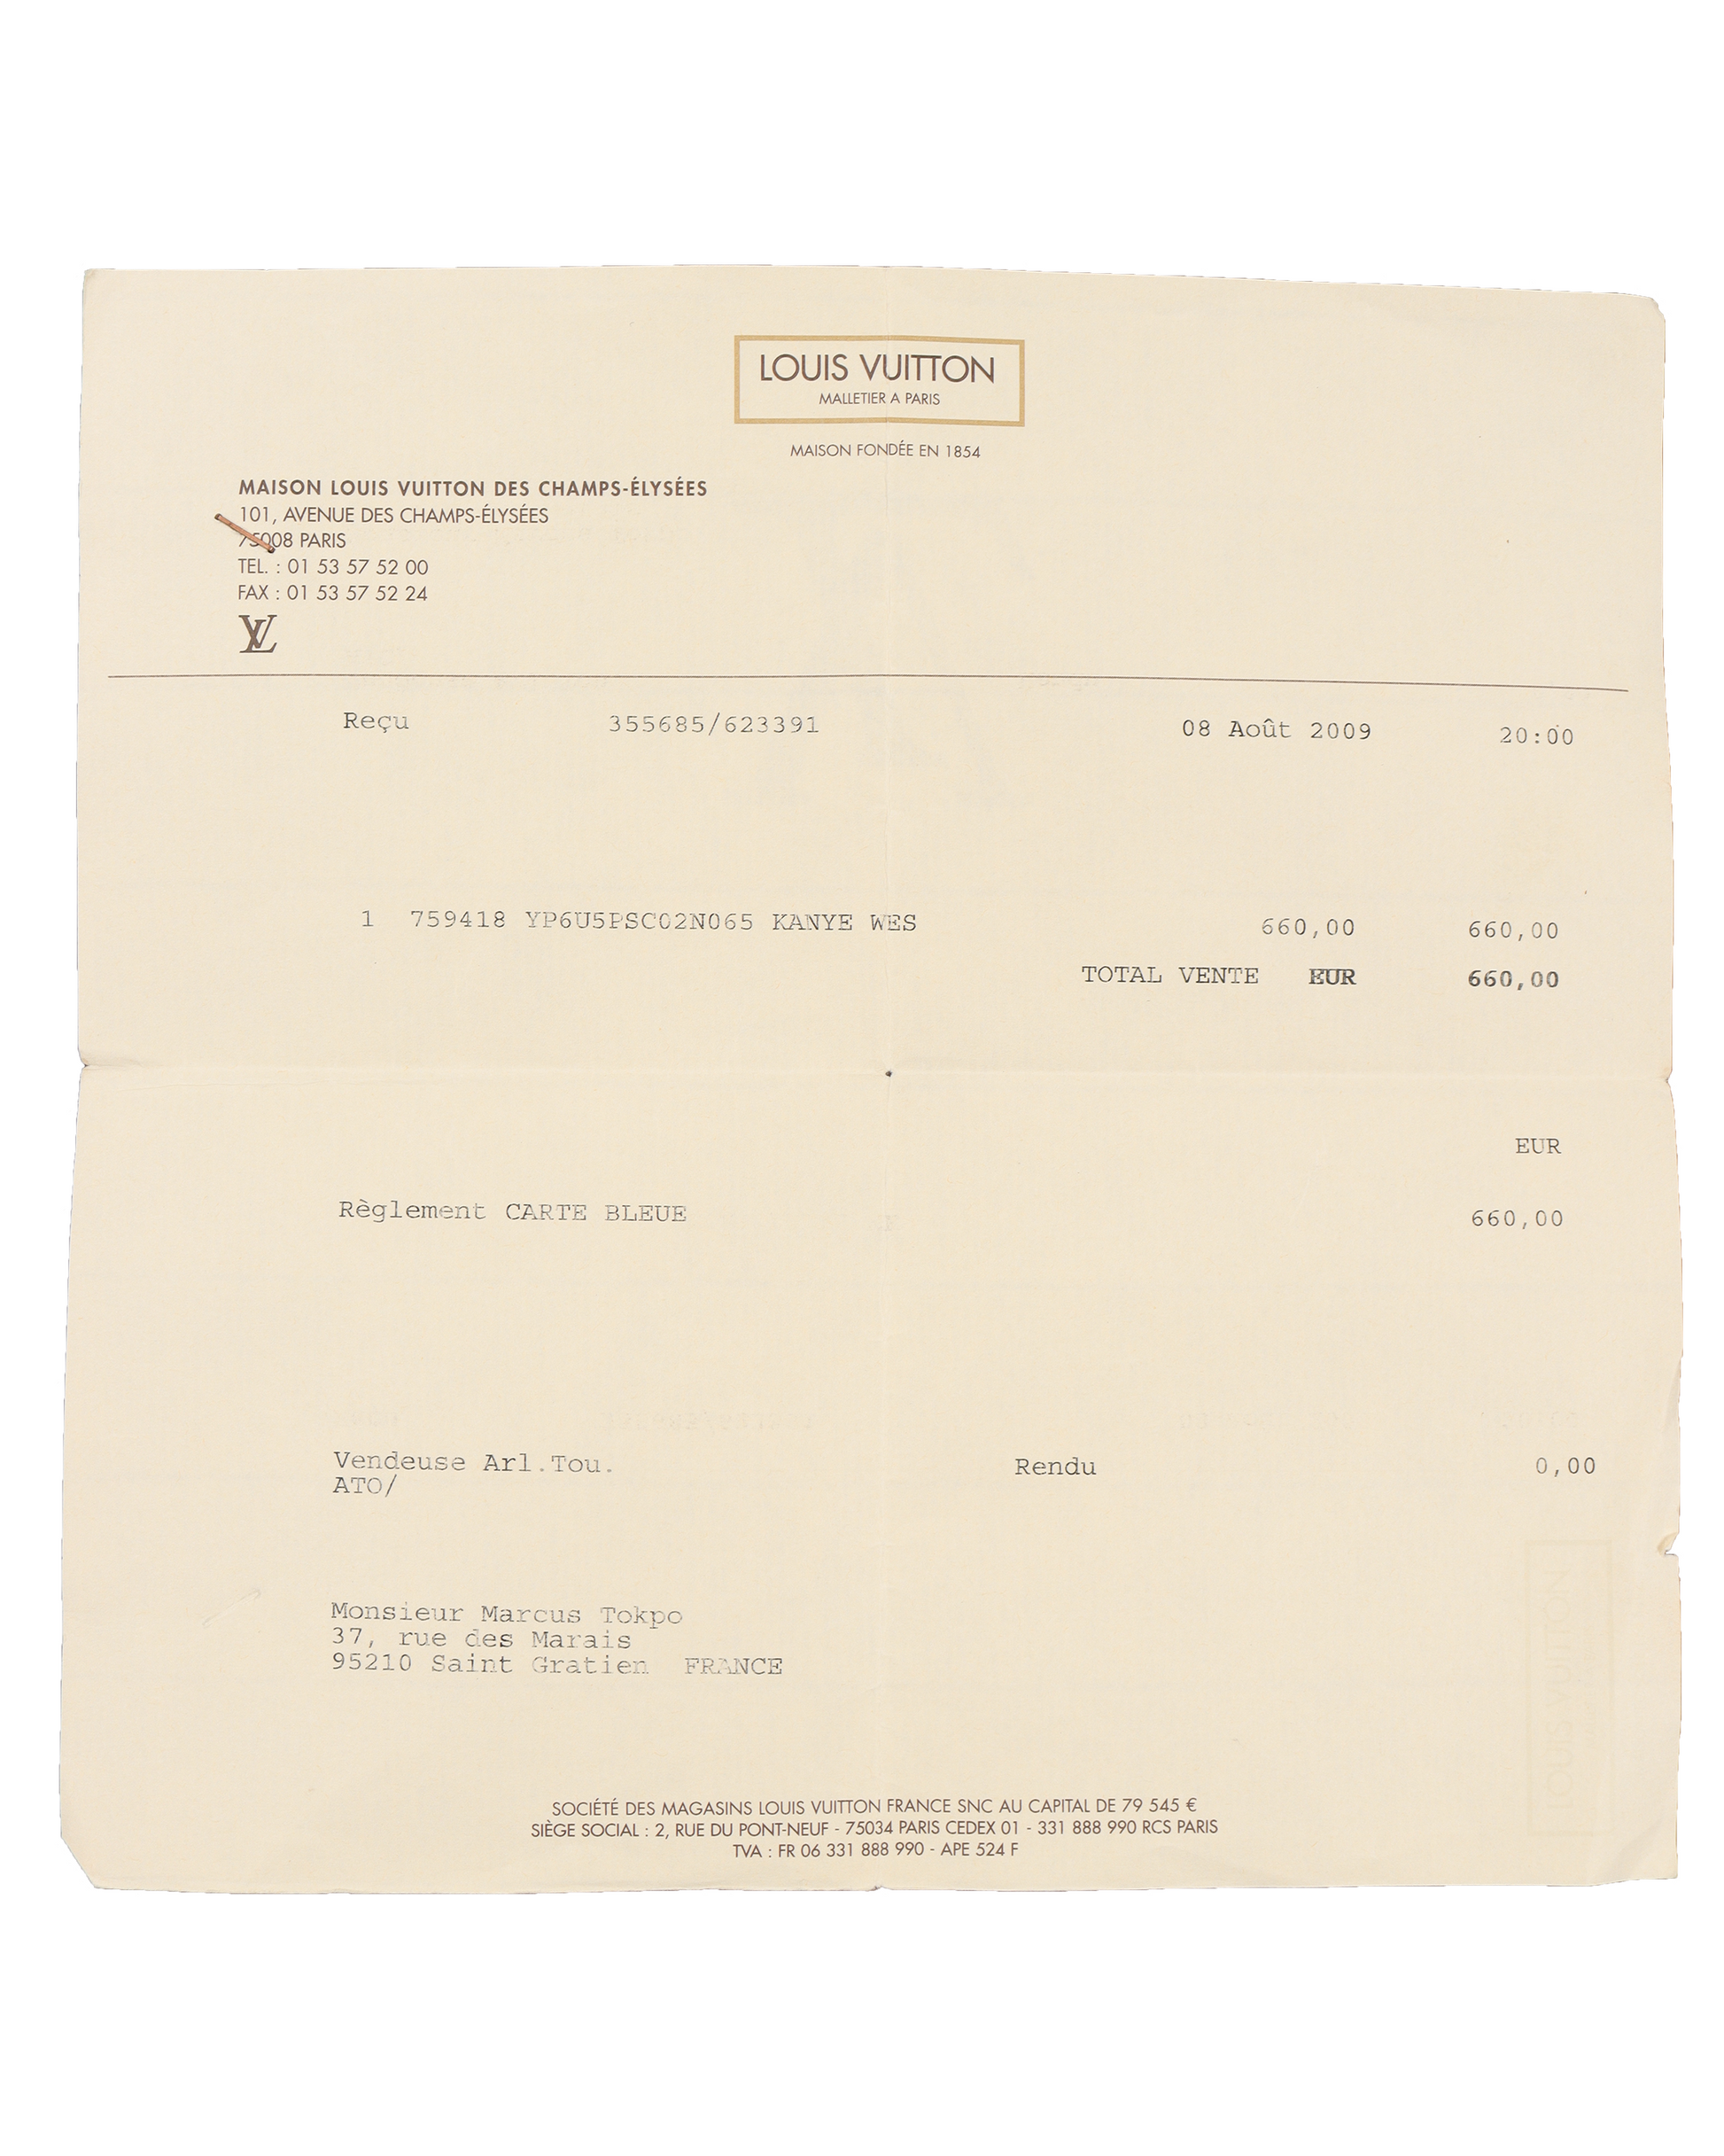 LOUIS VUITTON
MALLETIER A PARIS
MAISON FONDÉE EN 1854
MAISON LOUIS VUITTON DES CHAMPS-ÉLYSÉES
101, AVENUE DES CHAMPS-ÉLYSÉES
75008 PARIS
TEL. : 01 53 57 52 00
FAX : 01 53 57 52 24
LV
Reçu 355685/623391 08 Août 2009 20:00
1 759418 YP6U5PSC02N065 KANYE WES 660,00 660,00
TOTAL VENTE EUR 660,00
EUR
Règlement CARTE BLEUE 660,00
Vendeuse Arl.Tou. Rendu 0,00
ATO/
Monsieur Marcus Tokpo
37, rue des Marais
95210 Saint Gratien FRANCE
SOCIÉTÉ DES MAGASINS LOUIS VUITTON FRANCE SNC AU CAPITAL DE 79 545 €
SIÈGE SOCIAL : 2, RUE DU PONT-NEUF - 75034 PARIS CEDEX 01 - 331 888 990 RCS PARIS
TVA : FR 06 331 888 990 - APE 524 F